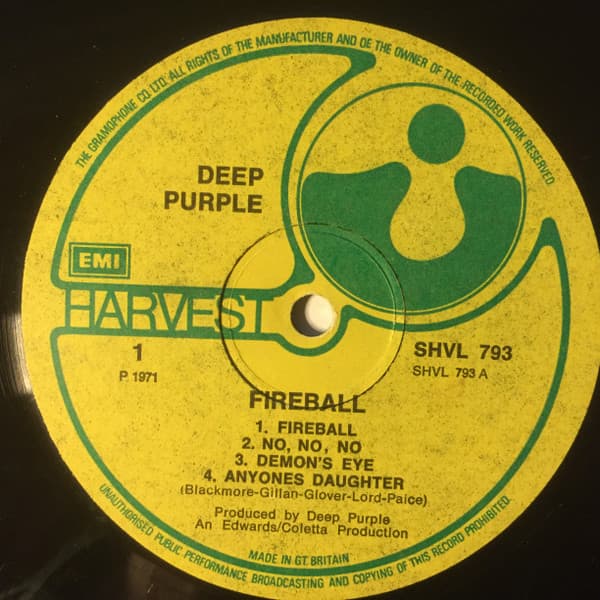 THE GRAMOPHONE CO. LTD. ALL RIGHTS OF THE MANUFACTURER AND OF THE OWNER OF THE RECORDED WORK RESERVED
DEEP
PURPLE
EMI
HARVEST
1
P. 1971
SHVL 793
SHVL 793 A
FIREBALL
1. FIREBALL
2. NO, NO, NO
3. DEMON'S EYE
4. ANYONES DAUGHTER
(Blackmore-Gillan-Glover-Lord-Paice)
Produced by Deep Purple
An Edwards/Coletta Production
MADE IN GT. BRITAIN
UNAUTHORISED PUBLIC PERFORMANCE BROADCASTING AND COPYING OF THIS RECORD PROHIBITED